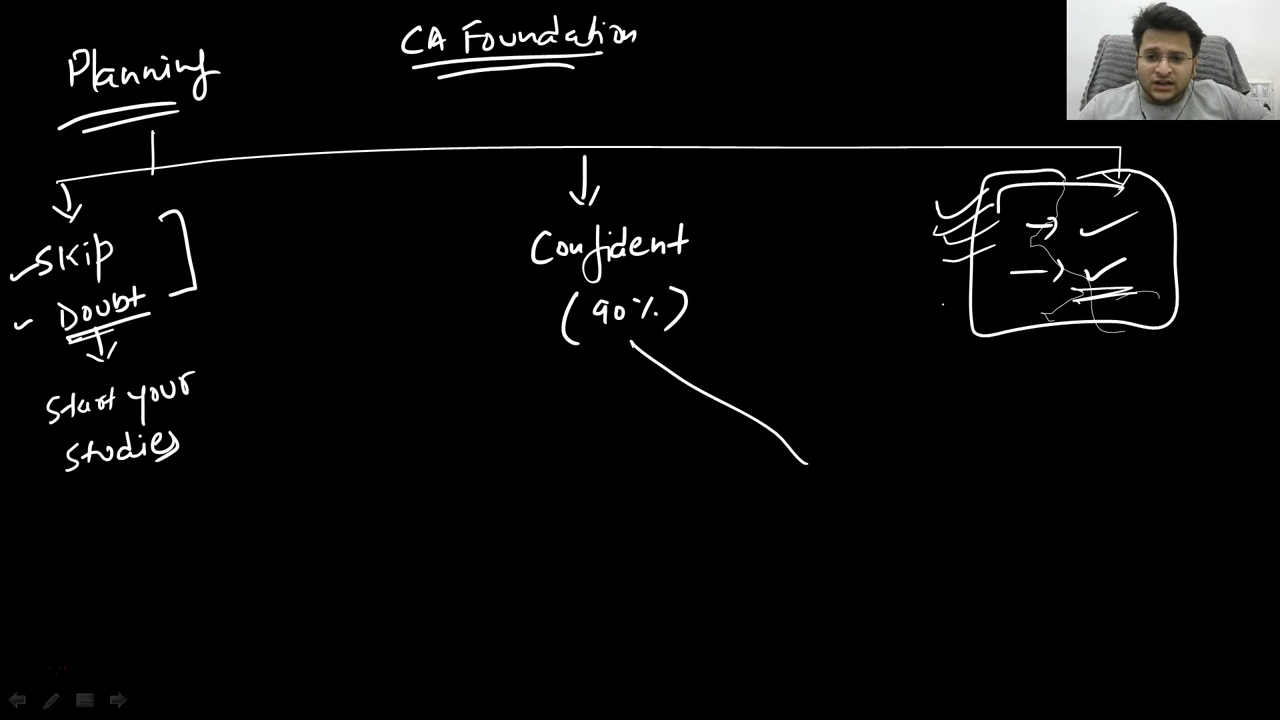 CA Foundation
Planning
Skip
Doubt
Start your
studies
Confident
(90%)